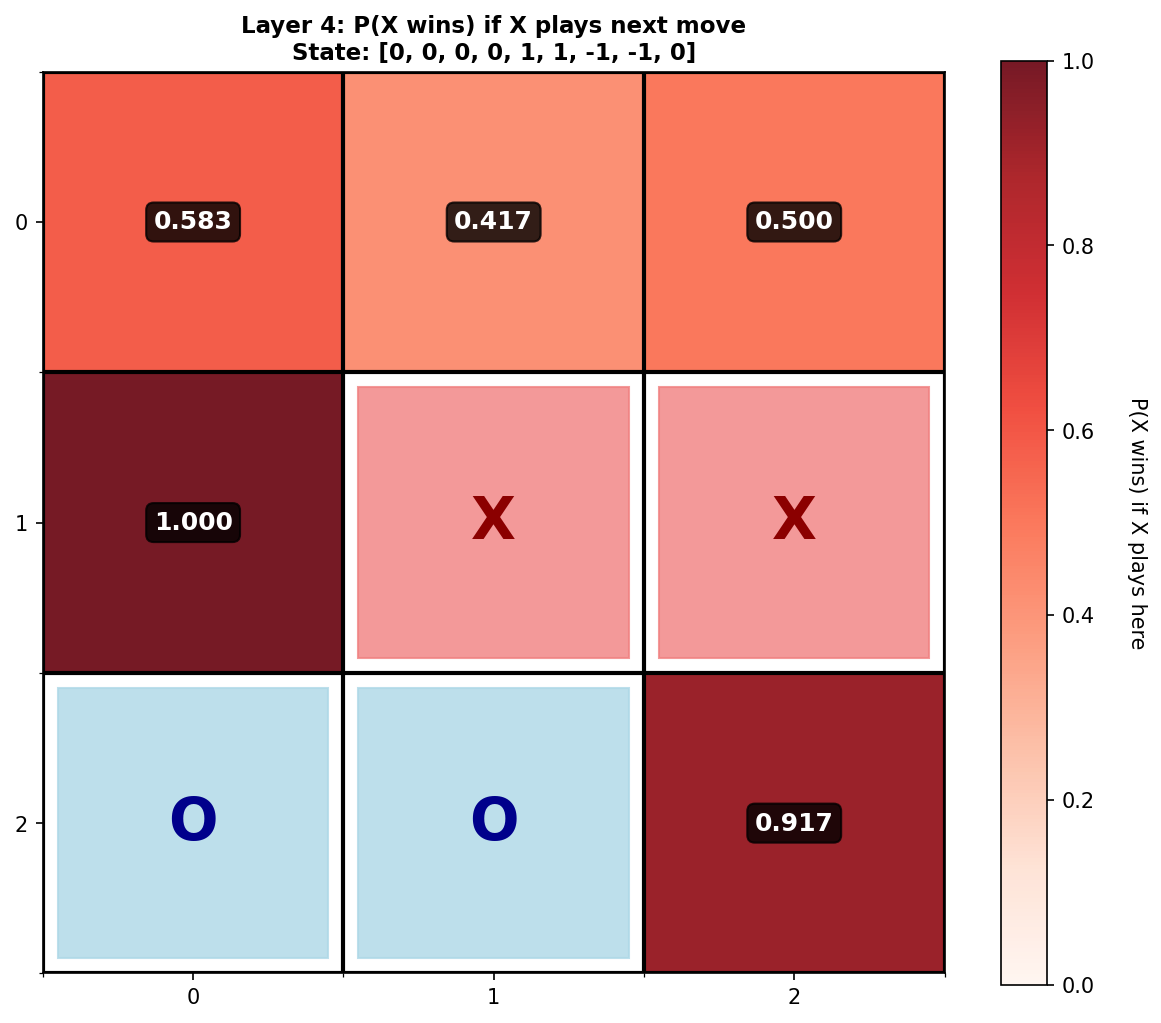 Layer 4: P(X wins) if X plays next move
State: [0, 0, 0, 0, 1, 1, -1, -1, 0]
0.583 0.417 0.500
1.000 X X
O O 0.917
0
1
2
0 1 2
1.0
0.8
0.6
0.4
0.2
0.0
P(X wins) if X plays here